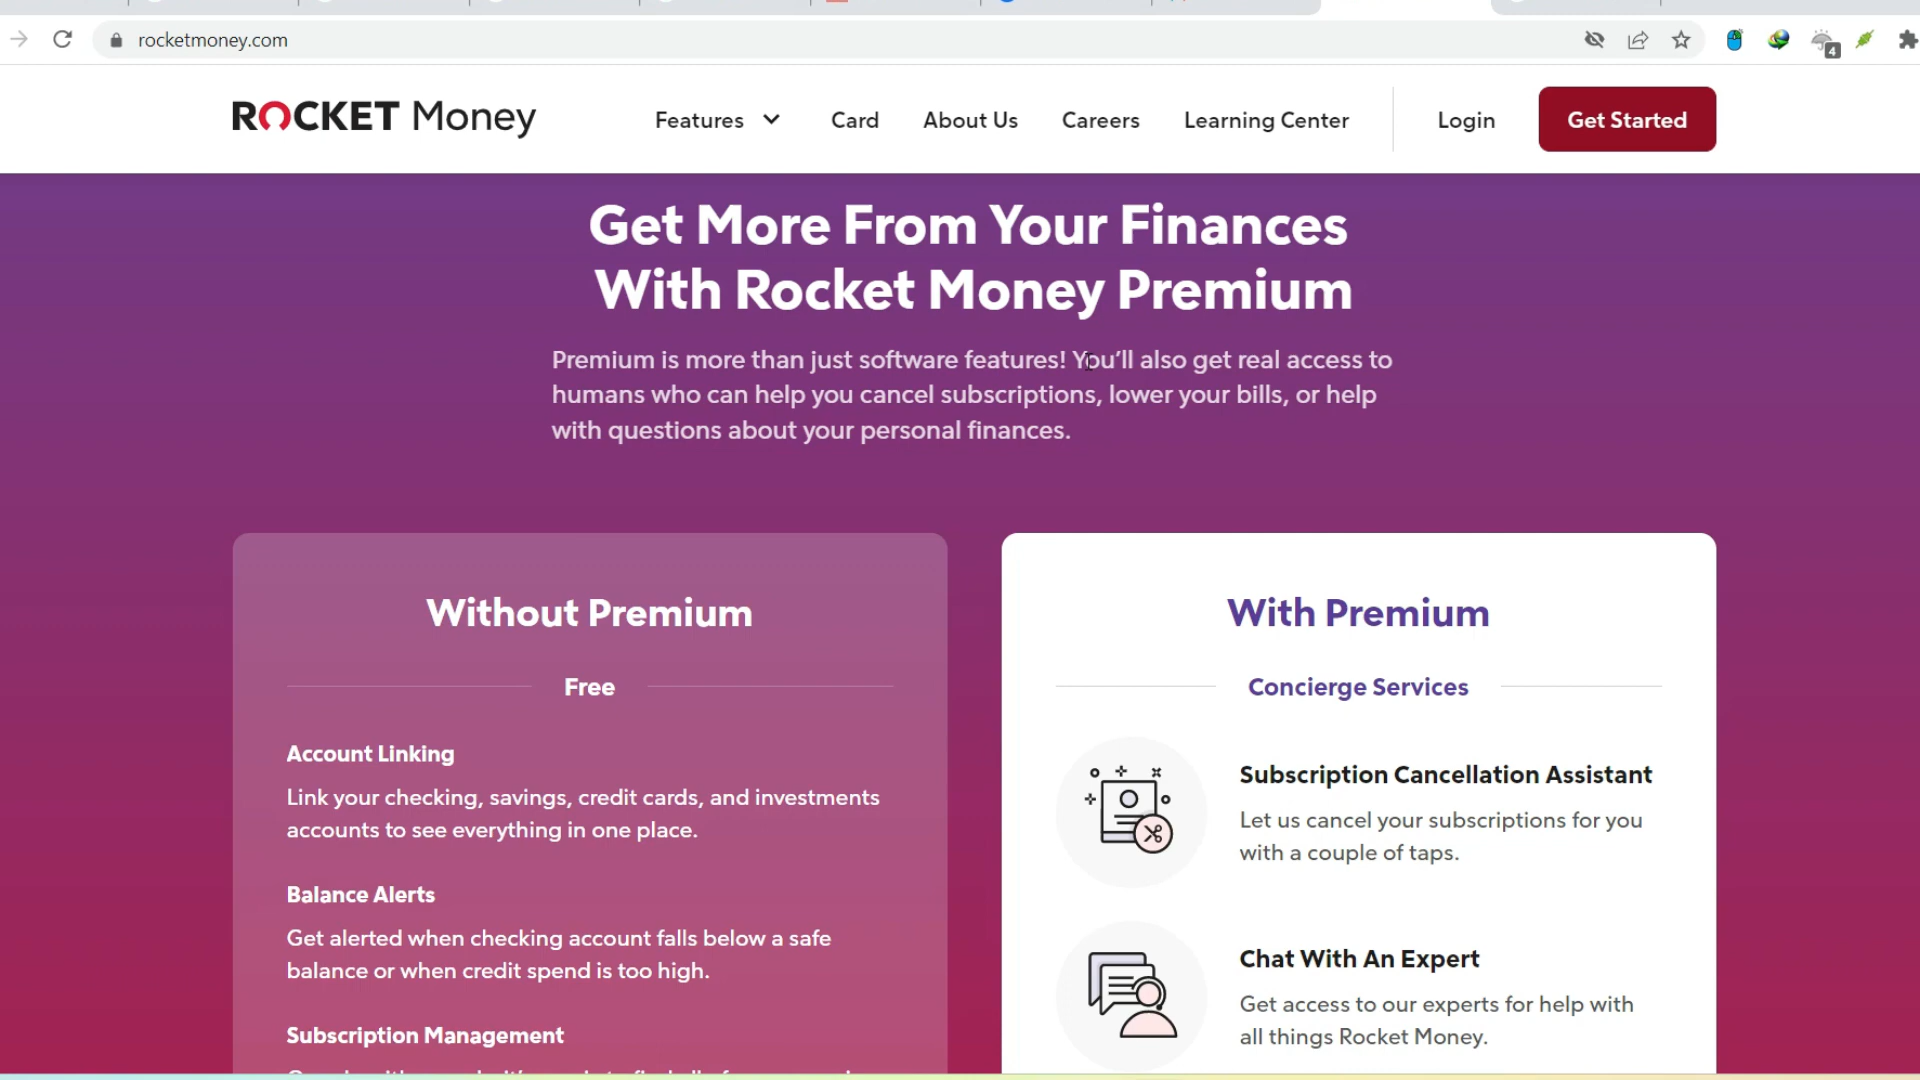 rocketmoney.com
4
ROCKET Money
Features
Card
About Us
Careers
Learning Center
Login
Get Started
Get More From Your Finances
With Rocket Money Premium
Premium is more than just software features! You'll also get real access to
humans who can help you cancel subscriptions, lower your bills, or help
with questions about your personal finances.
Without Premium
Free
Account Linking
Link your checking, savings, credit cards, and investments
accounts to see everything in one place.
Balance Alerts
Get alerted when checking account falls below a safe
balance or when credit spend is too high.
Subscription Management
With Premium
Concierge Services
Subscription Cancellation Assistant
Let us cancel your subscriptions for you
with a couple of taps.
Chat With An Expert
Get access to our experts for help with
all things Rocket Money.